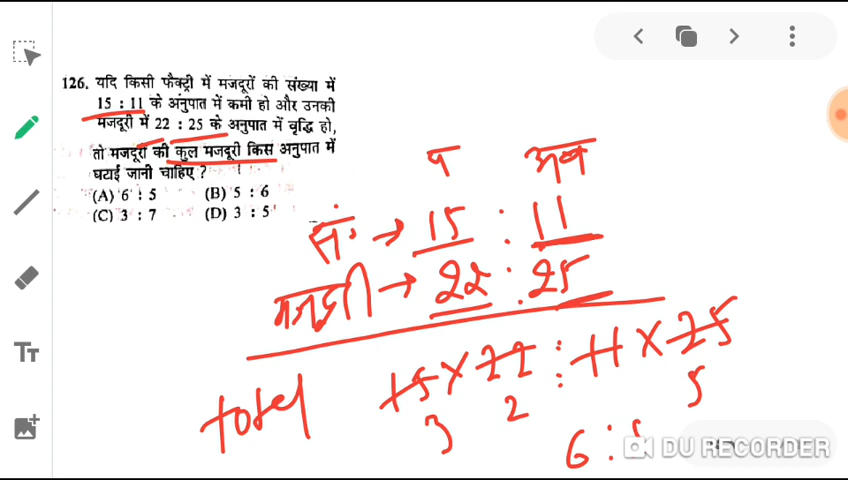 126. यदि किसी फैक्ट्री में मजदूरों की संख्या में
15 : 11 के अनुपात में कमी हो और उनकी
मजदूरी में 22 : 25 के अनुपात में वृद्धि हो,
तो मजदूरों की कुल मजदूरी किस अनुपात में
घटाई जानी चाहिए ?
(A) 6 : 5 (B) 5 : 6
(C) 3 : 7 (D) 3 : 5
प अब
सं. → 15 : 11
मजदूरी → 22 : 25
total 15 × 22 : 11 × 25
3 2 5
6 :
DU RECORDER
Tт